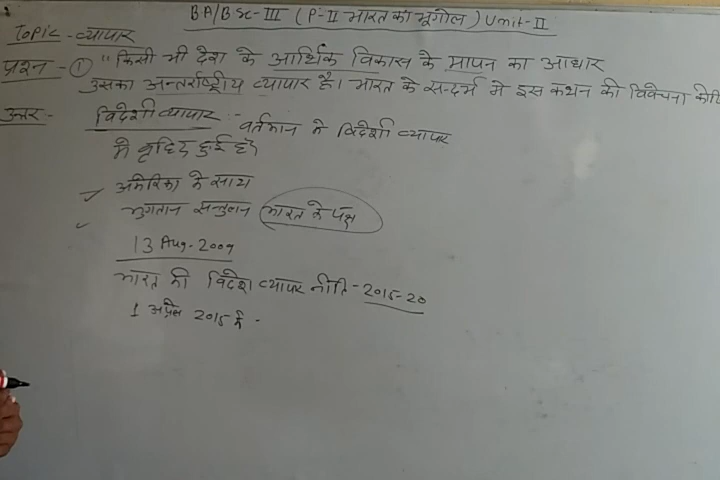 BA/BSc-III (P-II भारत का भूगोल) Unit-II
Topic - व्यापार
प्रश्न - ① "किसी भी देश के आर्थिक विकास के मापन का आधार
उसका अन्तर्राष्ट्रीय व्यापार है। भारत के सन्दर्भ में इस कथन की विवेचना
उत्तर:- विदेशी व्यापार :- वर्तमान में विदेशी व्यापार
में वृद्धि हुई है
✓ अमेरिका के साथ
✓ भुगतान सन्तुलन भारत के पक्ष
13 Aug-2009
भारत की विदेश व्यापार नीति - 2015-20
1 अप्रैल 2015 से -